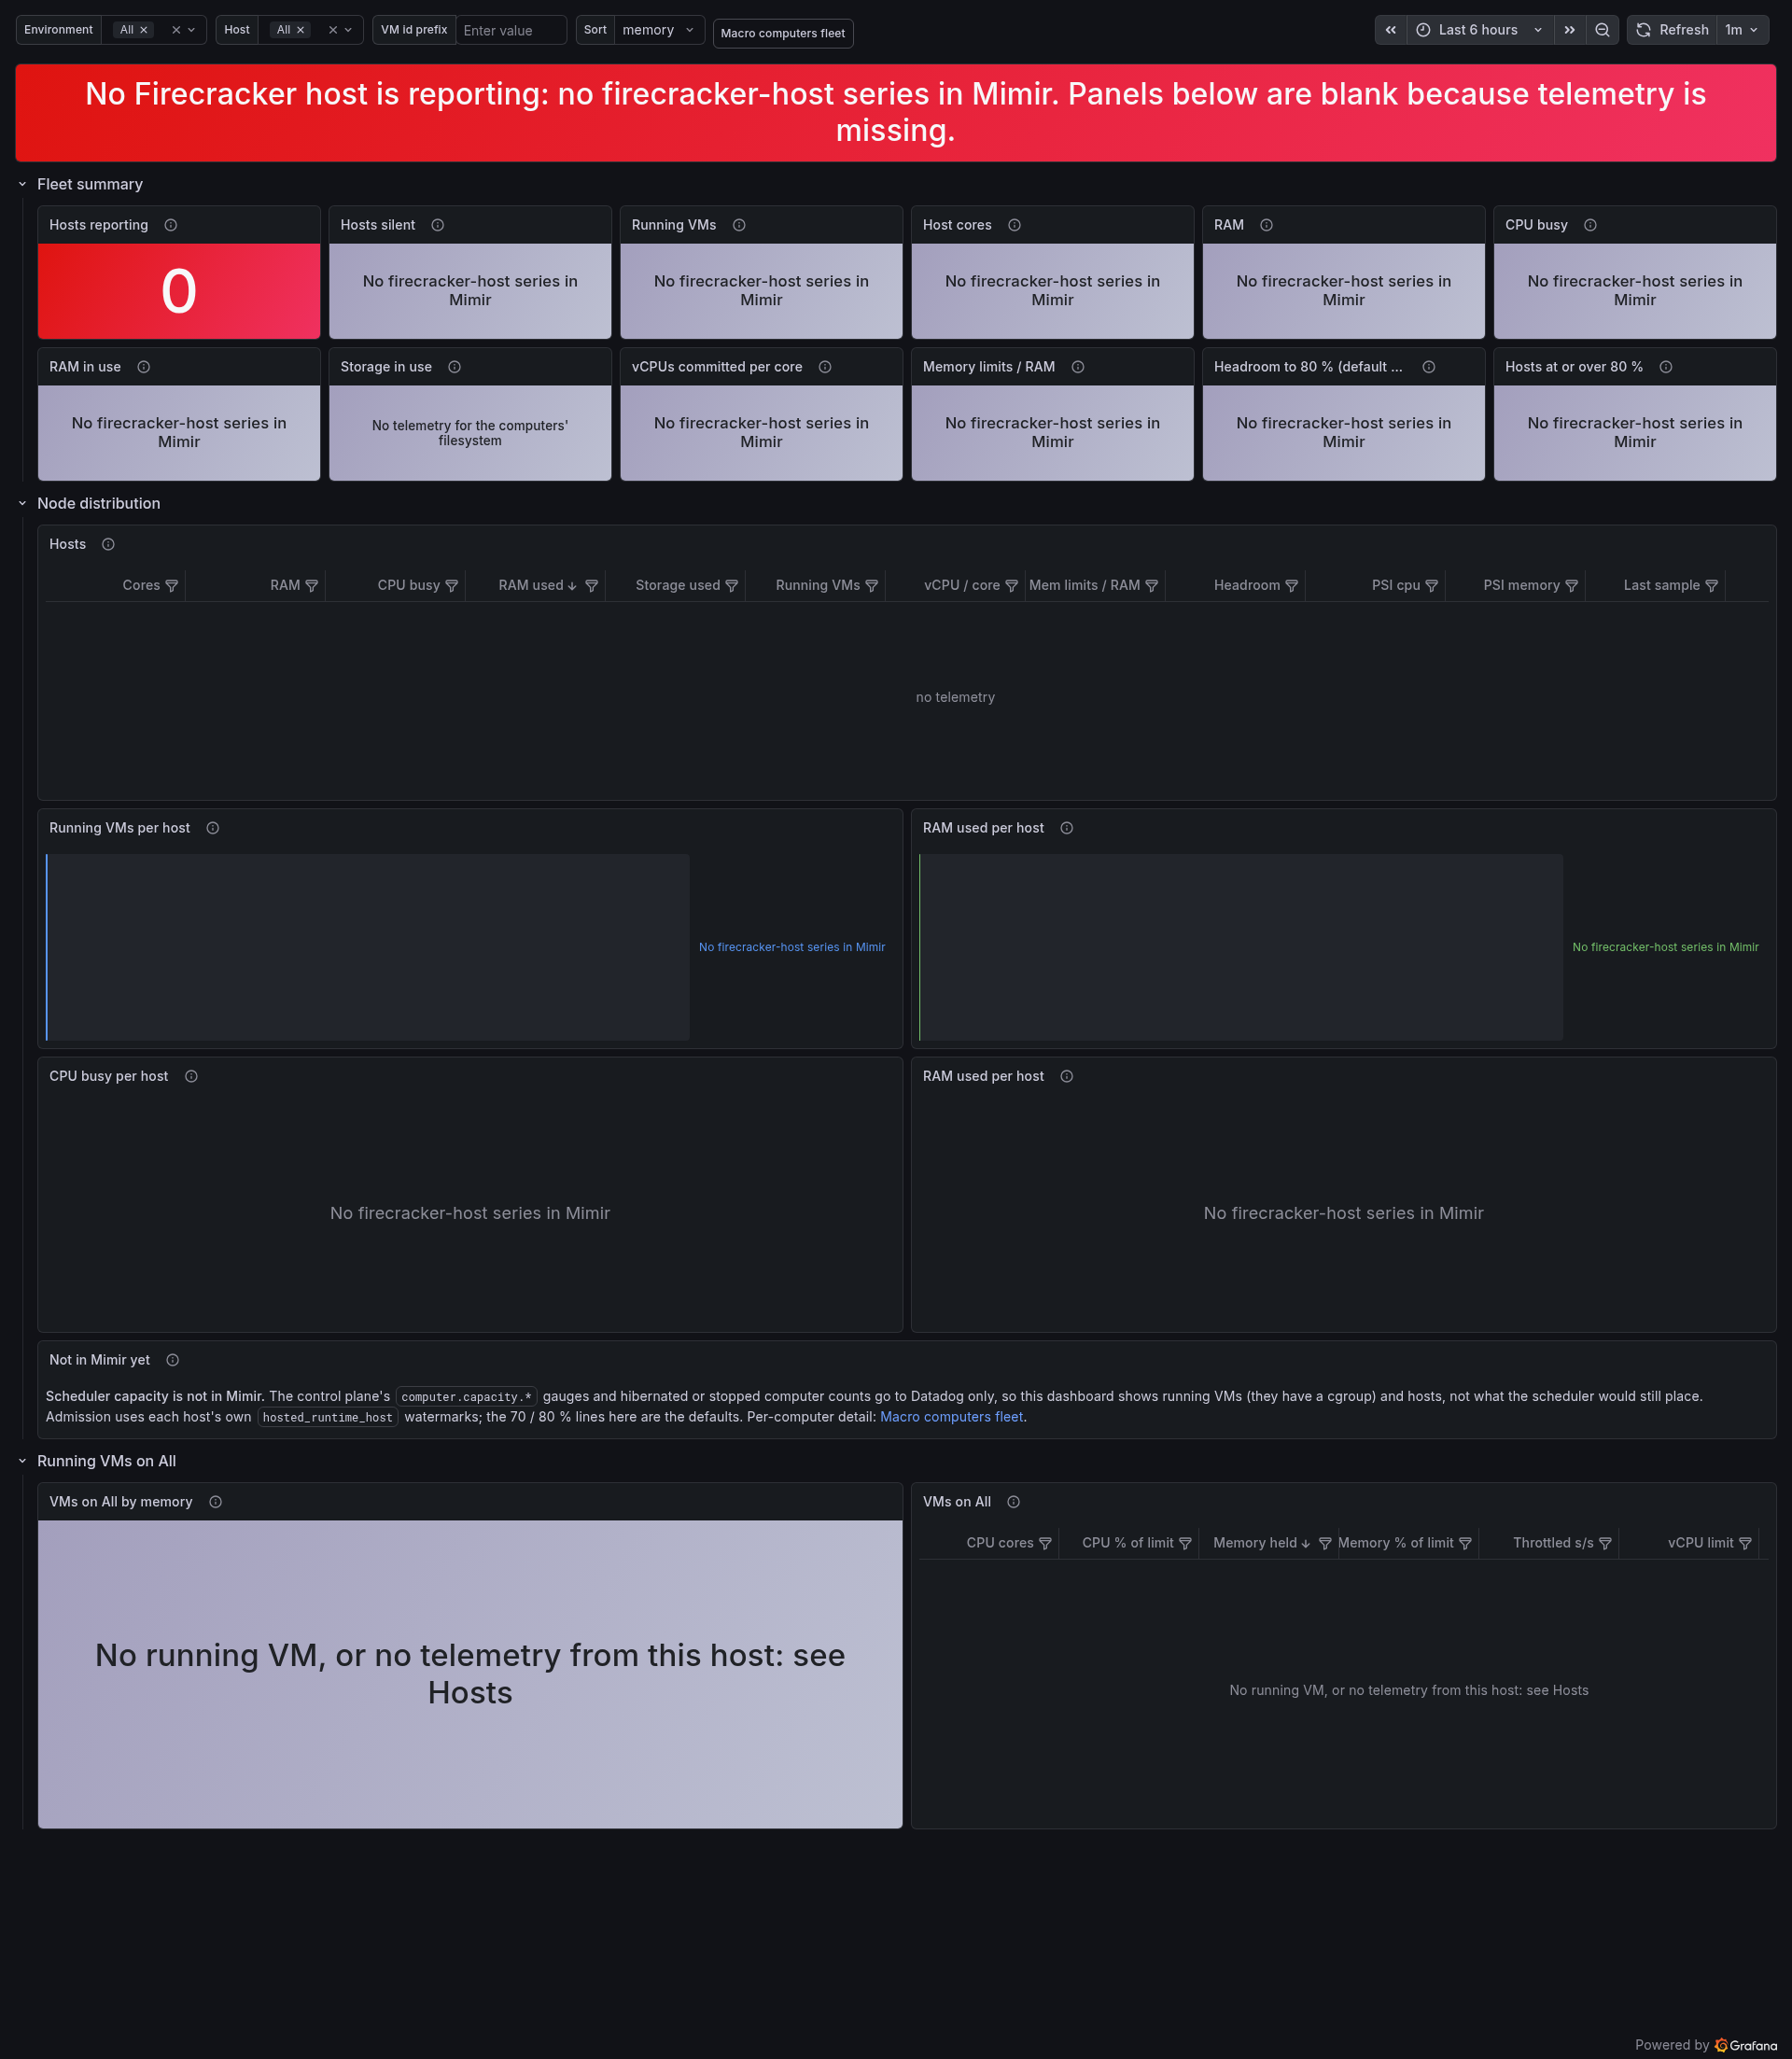 Environment All Host All VM id prefix Enter value Sort memory Macro computers fleet Last 6 hours Refresh 1m
No Firecracker host is reporting: no firecracker-host series in Mimir. Panels below are blank because telemetry is
missing.
Fleet summary
Hosts reporting
0
Hosts silent
No firecracker-host series in
Mimir
Running VMs
No firecracker-host series in
Mimir
Host cores
No firecracker-host series in
Mimir
RAM
No firecracker-host series in
Mimir
CPU busy
No firecracker-host series in
Mimir
RAM in use
No firecracker-host series in
Mimir
Storage in use
No telemetry for the computers'
filesystem
vCPUs committed per core
No firecracker-host series in
Mimir
Memory limits / RAM
No firecracker-host series in
Mimir
Headroom to 80 % (default ...
No firecracker-host series in
Mimir
Hosts at or over 80 %
No firecracker-host series in
Mimir
Node distribution
Hosts
Cores RAM CPU busy RAM used Storage used Running VMs vCPU / core Mem limits / RAM Headroom PSI cpu PSI memory Last sample
no telemetry
Running VMs per host
No firecracker-host series in Mimir
RAM used per host
No firecracker-host series in Mimir
CPU busy per host
No firecracker-host series in Mimir
RAM used per host
No firecracker-host series in Mimir
Not in Mimir yet
Scheduler capacity is not in Mimir. The control plane's computer.capacity.* gauges and hibernated or stopped computer counts go to Datadog only, so this dashboard shows running VMs (they have a cgroup) and hosts, not what the scheduler would still place.
Admission uses each host's own hosted_runtime_host watermarks; the 70 / 80 % lines here are the defaults. Per-computer detail: Macro computers fleet.
Running VMs on All
VMs on All by memory
No running VM, or no telemetry from this host: see
Hosts
VMs on All
CPU cores CPU % of limit Memory held Memory % of limit Throttled s/s vCPU limit
No running VM, or no telemetry from this host: see Hosts
Powered by Grafana